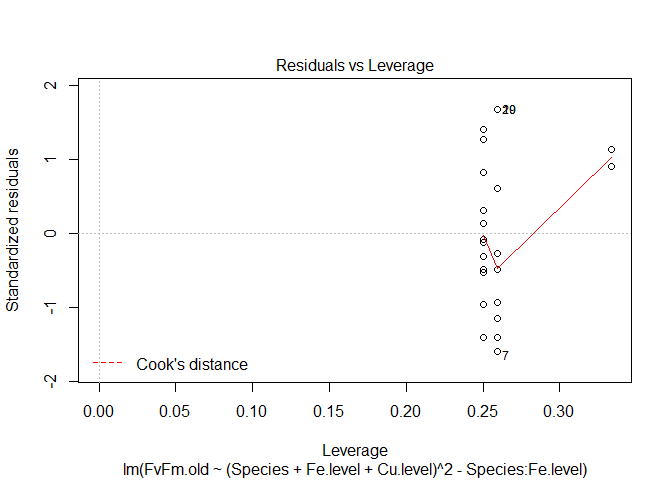 Residuals vs Leverage
Standardized residuals
2
1
0
-1
-2
7
Cook's distance
0.00
0.05
0.10
0.15
0.20
0.25
0.30
Leverage
lm(FvFm.old ~ (Species + Fe.level + Cu.level)^2 - Species:Fe.level)